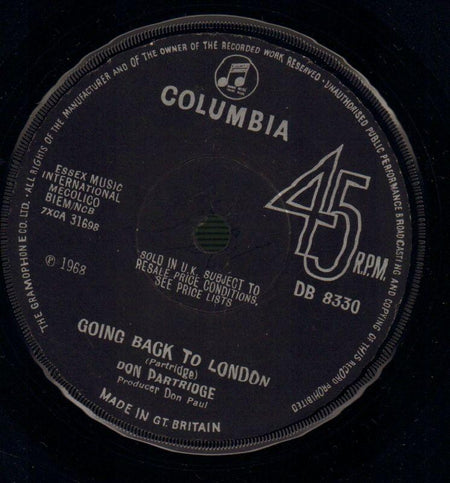 THE GRAMOPHONE CO. LTD. ·ALL RIGHTS OF THE MANUFACTURER AND OF THE OWNER OF THE RECORDED WORK RESERVED · UNAUTHORISED PUBLIC PERFORMANCE BROADCASTING AND COPYING OF THIS RECORD PROHIBITED
COLUMBIA
45
R.P.M.
DB 8330
ESSEX MUSIC
INTERNATIONAL
MECOLICO
BIEM/NCB
7XCA 31698
℗ 1968
SOLD IN U.K. SUBJECT TO
RESALE PRICE CONDITIONS,
SEE PRICE LISTS
GOING BACK TO LONDON
(Partridge)
DON PARTRIDGE
Producer Don Paul
MADE IN GT. BRITAIN